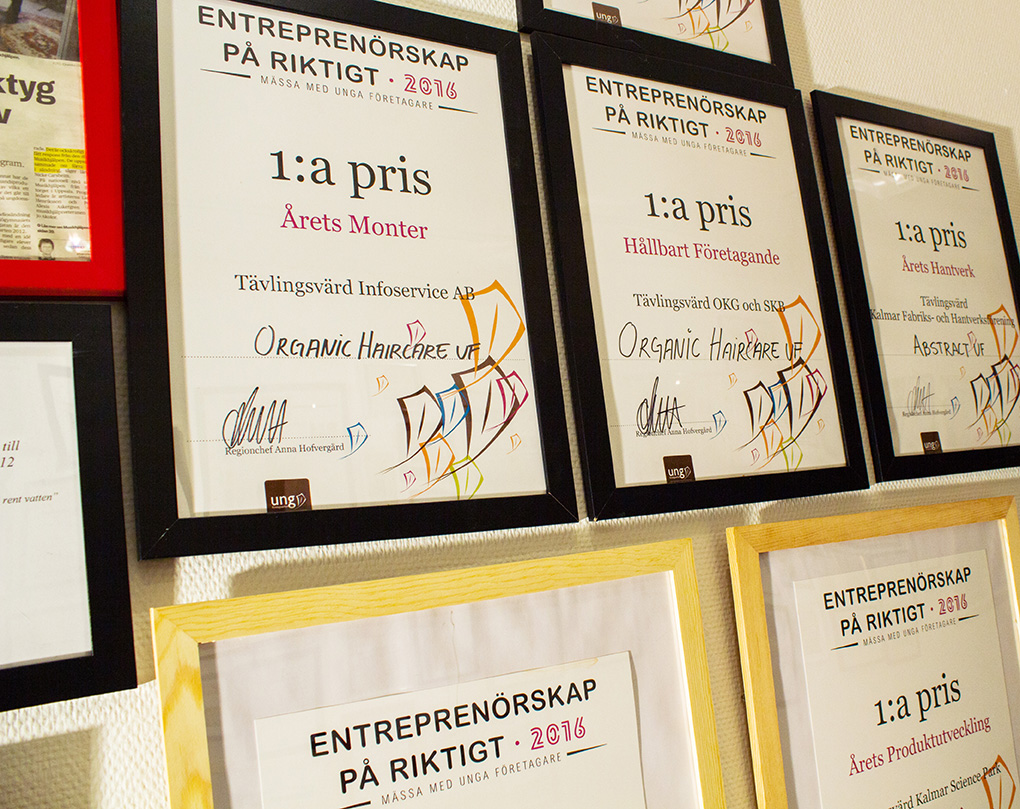 ktyg
v
gram.
ENTREPRENÖRSKAP
PÅ RIKTIGT · 2016
MÄSSA MED UNGA FÖRETAGARE
1:a pris
Årets Monter
Tävlingsvärd Infoservice AB
ORGANIC HAIRCARE UF
Regionchef Anna Hofvergård
ung
ung
ENTREPRENÖRSKAP
PÅ RIKTIGT · 2016
MÄSSA MED UNGA FÖRETAGARE
1:a pris
Hållbart Företagande
Tävlingsvärd OKG och SKB
ORGANIC HAIRCARE UF
Regionchef Anna Hofvergård
ung
ENTREPRENÖRSKAP
PÅ RIKTIGT · 2016
MÄSSA MED UNGA FÖRETAGARE
1:a pris
Årets Hantverk
Tävlingsvärd
Kalmar Fabriks- och Hantverksförening
ABSTRACT UF
Regionchef Anna Hofvergård
ung
till
12
rent vatten"
ENTREPRENÖRSKAP
PÅ RIKTIGT · 2016
MÄSSA MED UNGA FÖRETAGARE
ENTREPRENÖRSKAP
PÅ RIKTIGT · 2016
MÄSSA MED UNGA FÖRETAGARE
1:a pris
Årets Produktutveckling
värd Kalmar Science Park